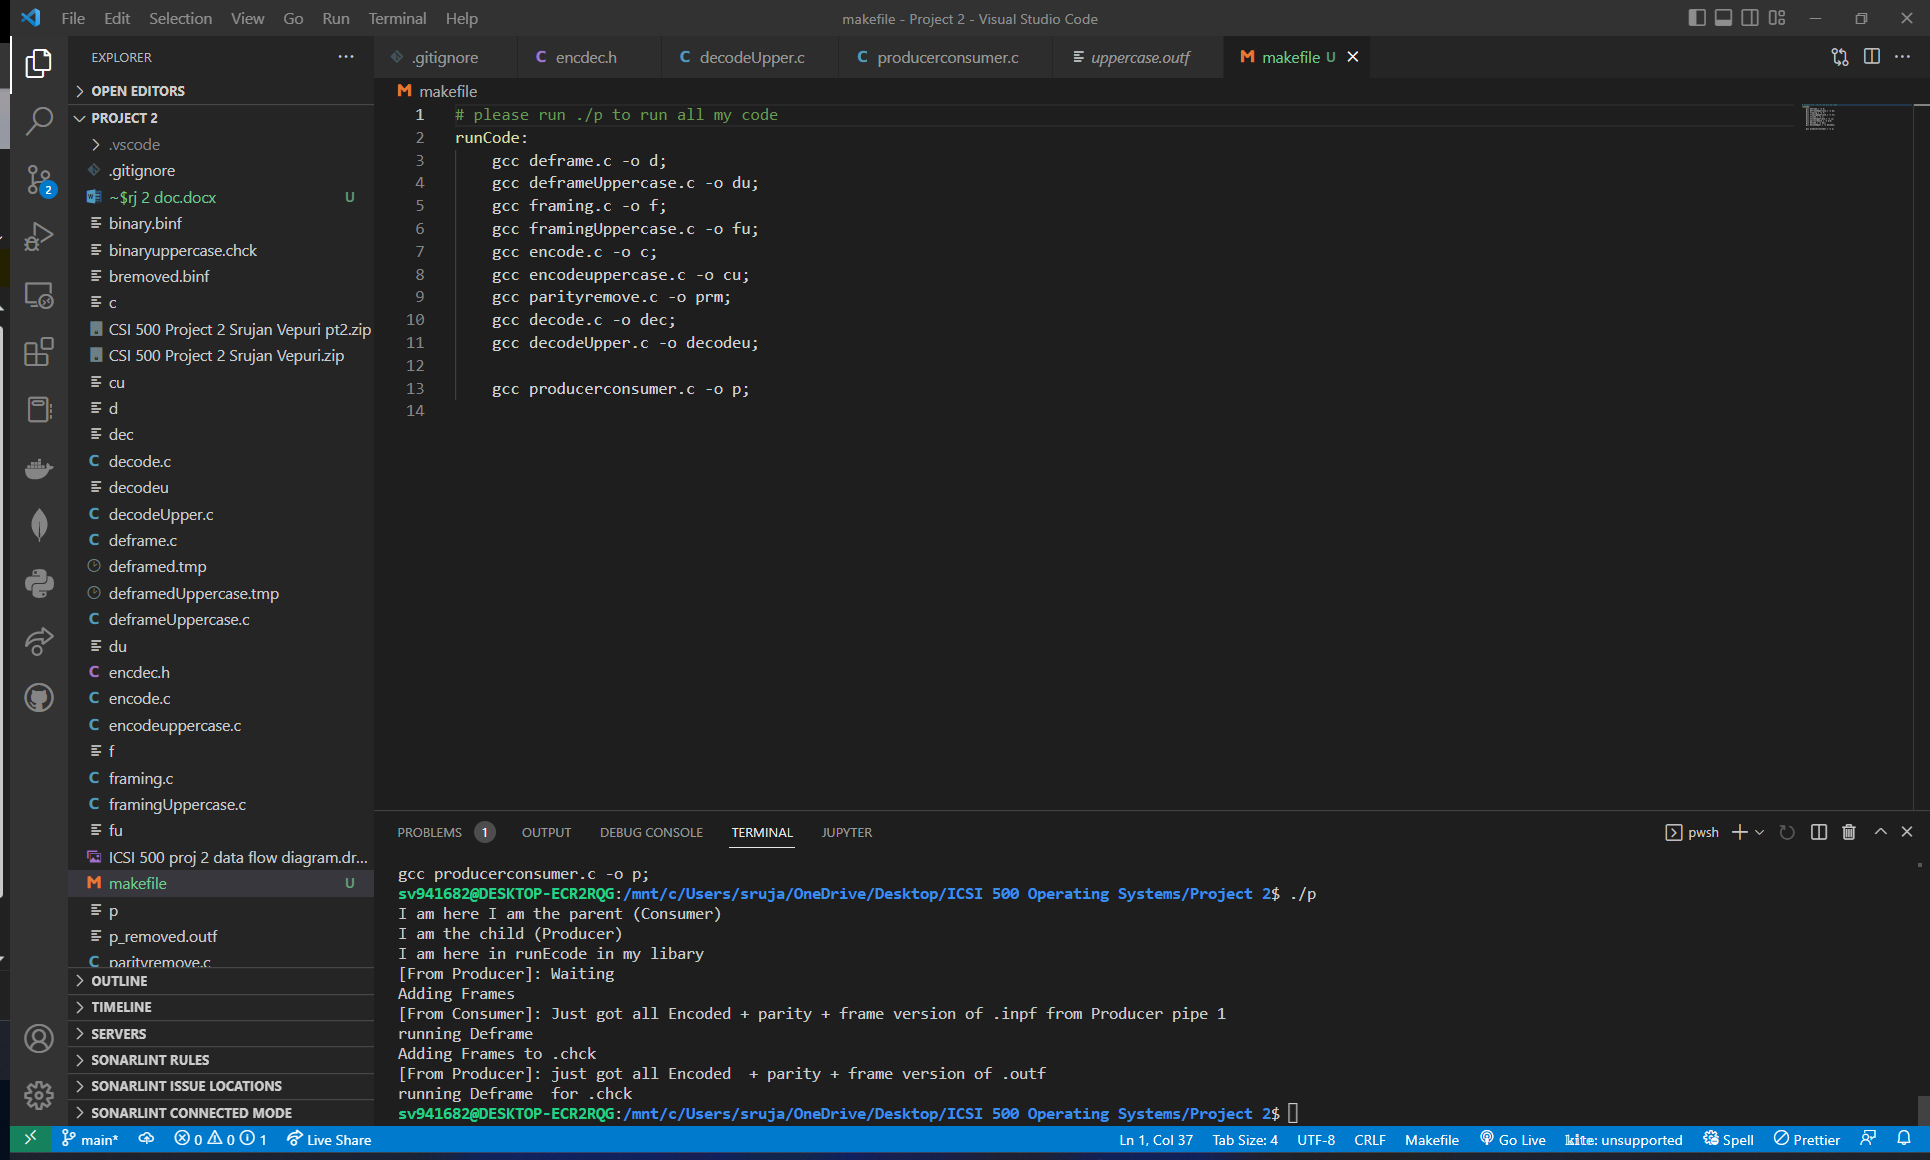 File Edit Selection View Go Run Terminal Help
makefile - Project 2 - Visual Studio Code
EXPLORER
.gitignore
encdec.h
decodeUpper.c
producerconsumer.c
uppercase.outf
makefile U
OPEN EDITORS
PROJECT 2
.vscode
.gitignore
~$rj 2 doc.docx U
binary.binf
binaryuppercase.chck
bremoved.binf
c
CSI 500 Project 2 Srujan Vepuri pt2.zip
CSI 500 Project 2 Srujan Vepuri.zip
cu
d
dec
decode.c
decodeu
decodeUpper.c
deframe.c
deframed.tmp
deframedUppercase.tmp
deframeUppercase.c
du
encdec.h
encode.c
encodeuppercase.c
f
framing.c
framingUppercase.c
fu
ICSI 500 proj 2 data flow diagram.dr...
makefile U
p
p_removed.outf
parityremove.c
OUTLINE
TIMELINE
SERVERS
SONARLINT RULES
SONARLINT ISSUE LOCATIONS
SONARLINT CONNECTED MODE
2
makefile
1 # please run ./p to run all my code
2 runCode:
3 gcc deframe.c -o d;
4 gcc deframeUppercase.c -o du;
5 gcc framing.c -o f;
6 gcc framingUppercase.c -o fu;
7 gcc encode.c -o c;
8 gcc encodeuppercase.c -o cu;
9 gcc parityremove.c -o prm;
10 gcc decode.c -o dec;
11 gcc decodeUpper.c -o decodeu;
12
13 gcc producerconsumer.c -o p;
14
PROBLEMS 1 OUTPUT DEBUG CONSOLE TERMINAL JUPYTER
pwsh
gcc producerconsumer.c -o p;
sv941682@DESKTOP-ECR2RQG:/mnt/c/Users/sruja/OneDrive/Desktop/ICSI 500 Operating Systems/Project 2$ ./p
I am here I am the parent (Consumer)
I am the child (Producer)
I am here in runEcode in my libary
[From Producer]: Waiting
Adding Frames
[From Consumer]: Just got all Encoded + parity + frame version of .inpf from Producer pipe 1
running Deframe
Adding Frames to .chck
[From Producer]: just got all Encoded  + parity + frame version of .outf
running Deframe  for .chck
sv941682@DESKTOP-ECR2RQG:/mnt/c/Users/sruja/OneDrive/Desktop/ICSI 500 Operating Systems/Project 2$
main* 0 0 1 Live Share
Ln 1, Col 37 Tab Size: 4 UTF-8 CRLF Makefile Go Live kite: unsupported Spell Prettier